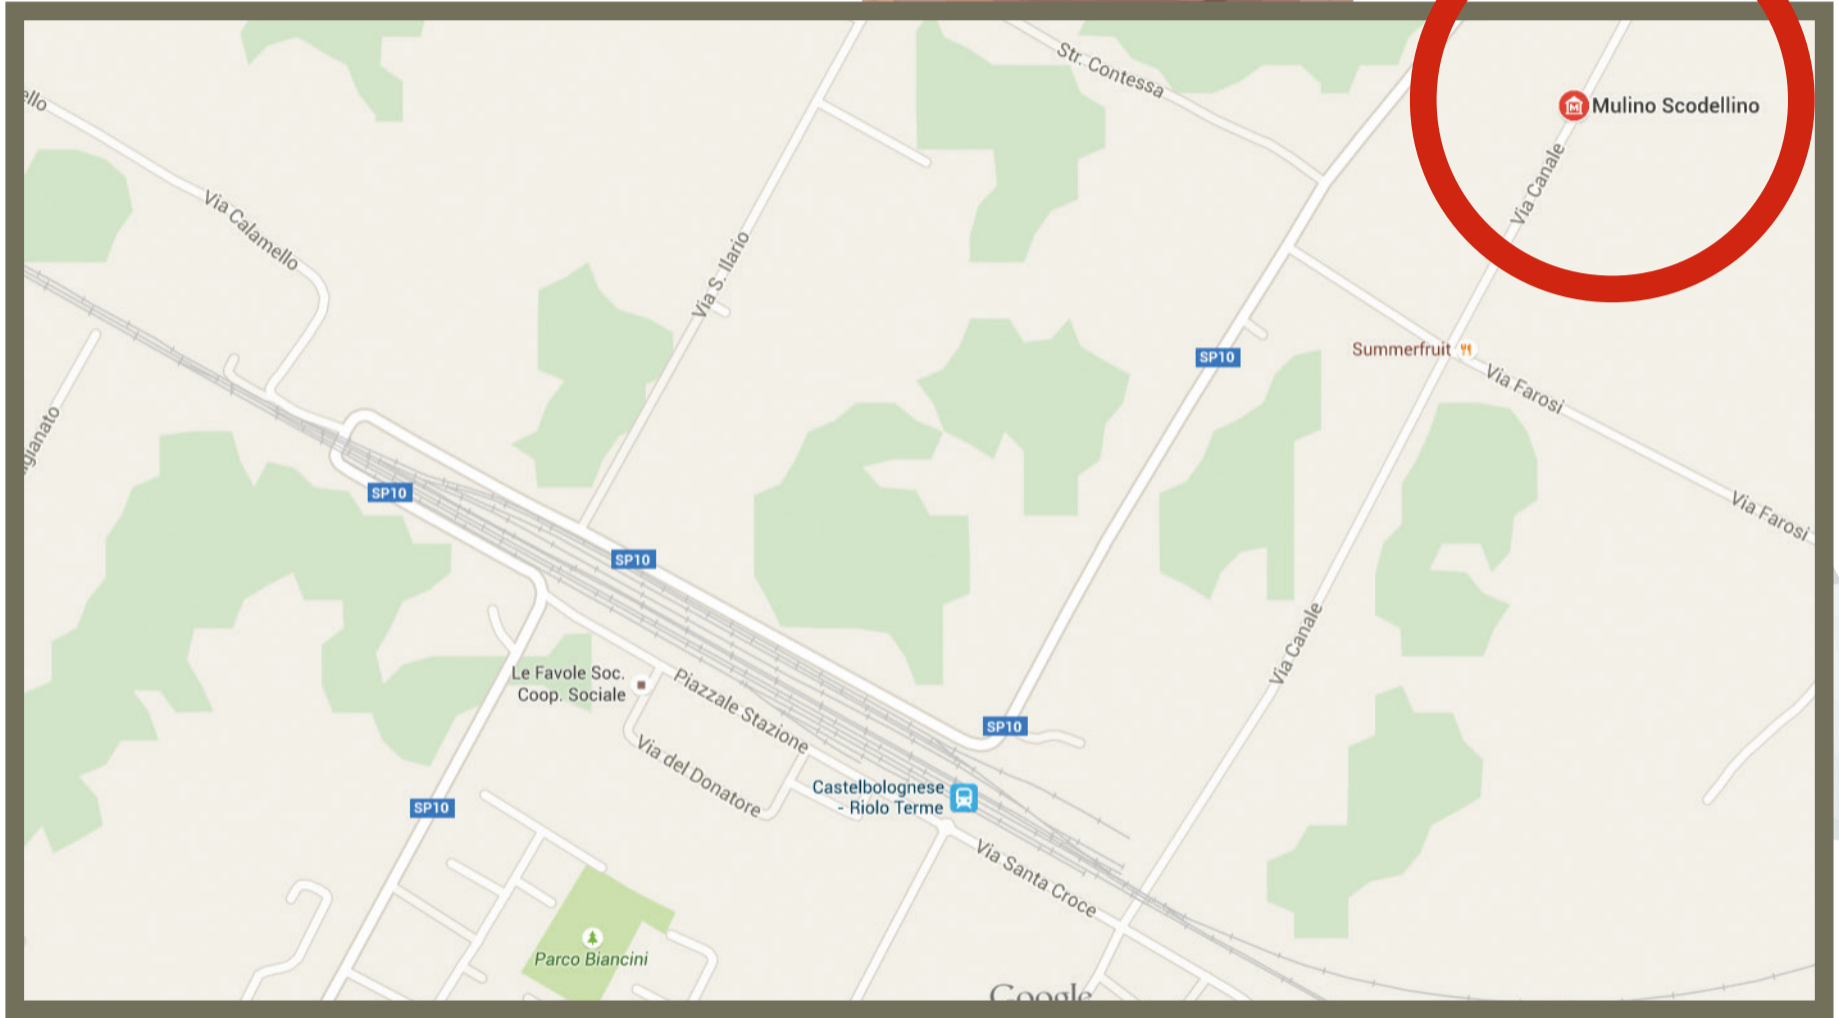 Str. Contessa
Mulino Scodellino
Via Canale
Via Calamello
Via S. Ilario
SP10
Summerfruit
Via Farosi
Via Farosi
SP10
SP10
Via Canale
Le Favole Soc.
Coop. Sociale
Piazzale Stazione
SP10
Via del Donatore
Castelbolognese
- Riolo Terme
SP10
Via Santa Croce
Parco Biancini
Google